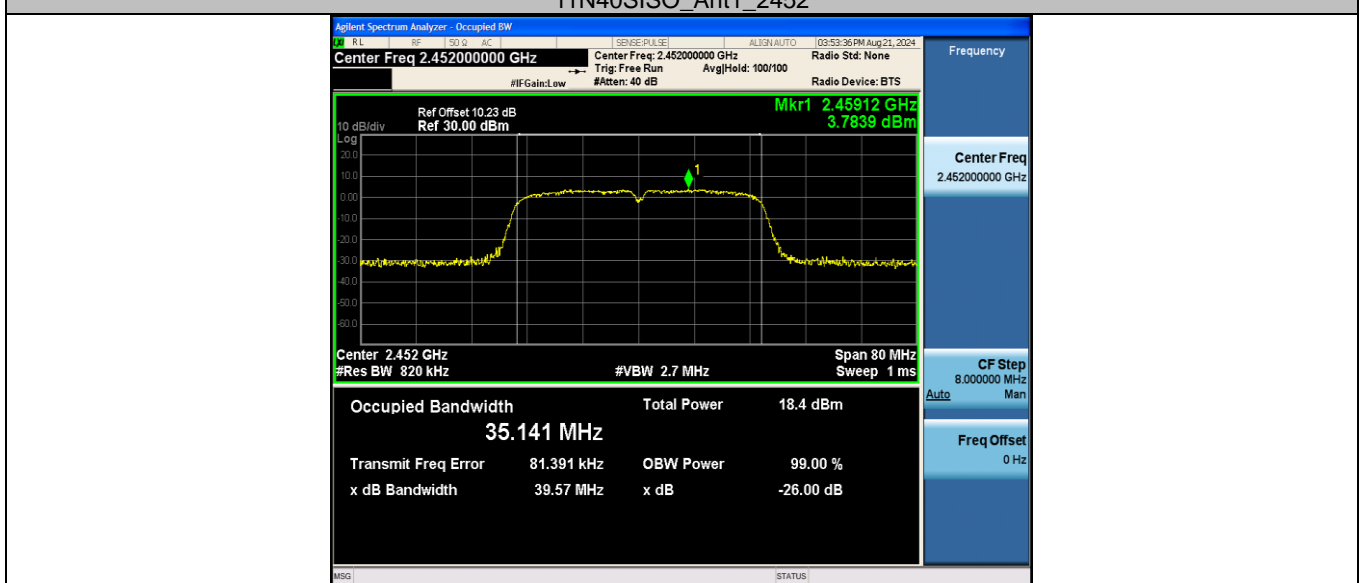 11N40SISO_Ant1_2452
Agilent Spectrum Analyzer - Occupied BW
RL RF 50 Ω AC SENSE:PULSE ALIGN AUTO 03:53:36 PM Aug 21, 2024
Center Freq 2.452000000 GHz
Center Freq: 2.452000000 GHz
Radio Std: None
Trig: Free Run Avg|Hold: 100/100
#IFGain:Low #Atten: 40 dB Radio Device: BTS
Frequency
Mkr1 2.45912 GHz
3.7839 dBm
Ref Offset 10.23 dB
10 dB/div Ref 30.00 dBm
Log
20.0
10.0
0.00
-10.0
-20.0
-30.0
-40.0
-50.0
-60.0
1
Center 2.452 GHz Span 80 MHz
#Res BW 820 kHz #VBW 2.7 MHz Sweep 1 ms
Center Freq
2.452000000 GHz
CF Step
8.000000 MHz
Auto Man
Freq Offset
0 Hz
Occupied Bandwidth Total Power 18.4 dBm
35.141 MHz
Transmit Freq Error 81.391 kHz OBW Power 99.00 %
x dB Bandwidth 39.57 MHz x dB -26.00 dB
MSG STATUS